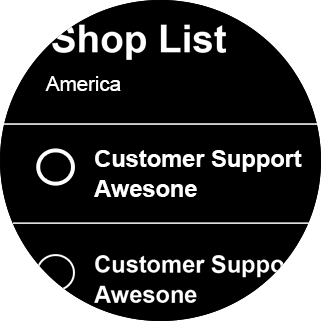 Shop List
America
Customer Support
Awesone
Customer Suppo
Awesone